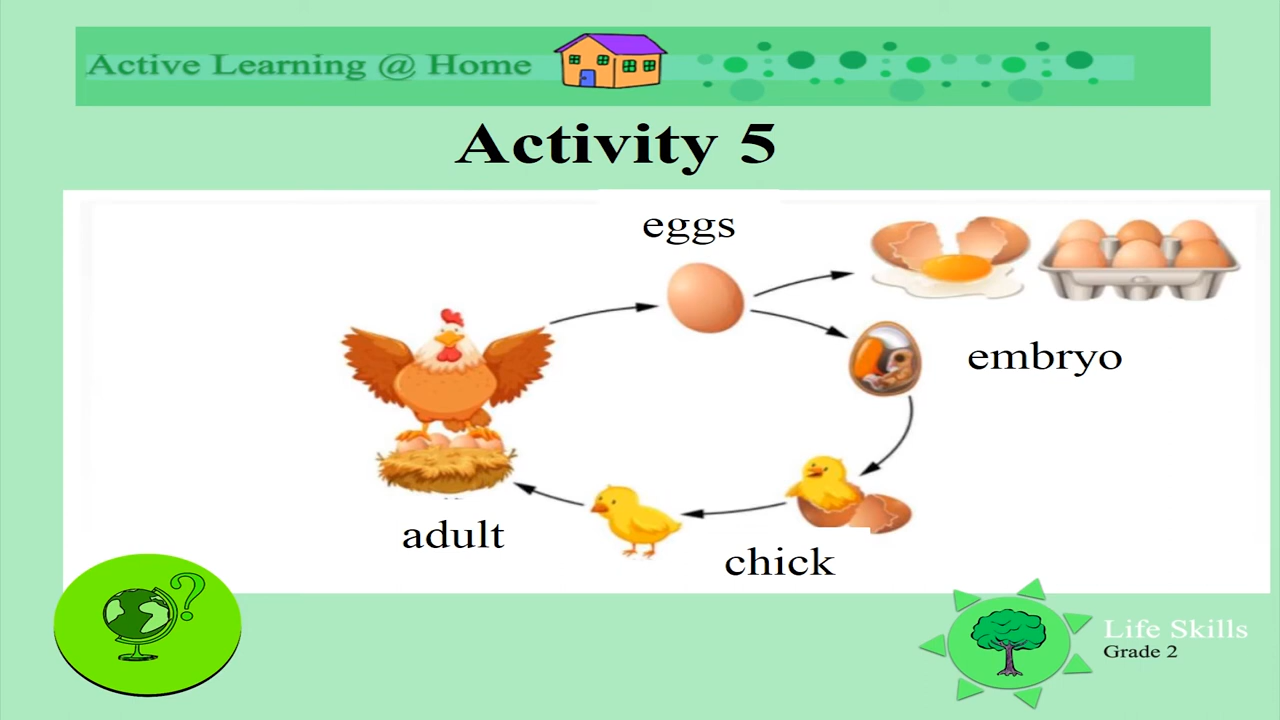 Active Learning @ Home
Activity 5
eggs
embryo
adult
chick
Life Skills
Grade 2